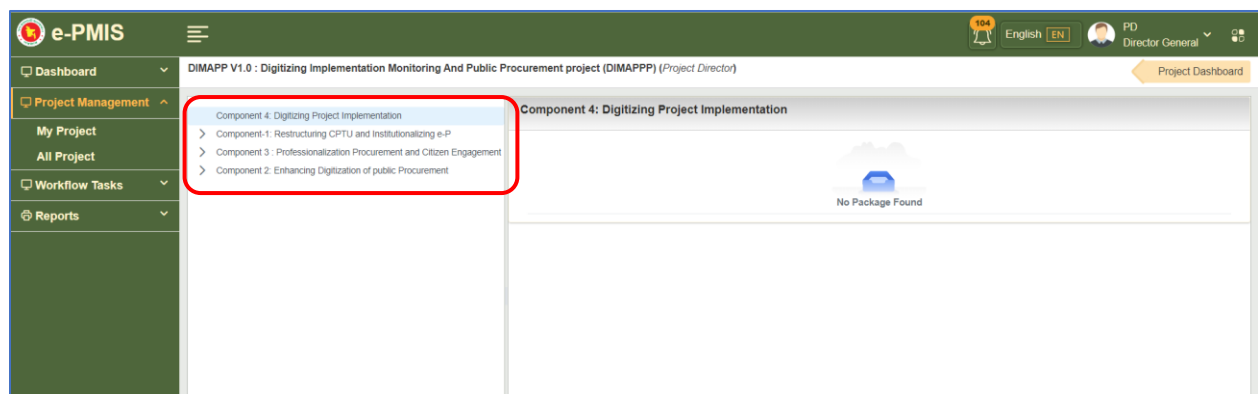 e-PMIS
104
English EN
PD
Director General
Dashboard
DIMAPP V1.0 : Digitizing Implementation Monitoring And Public Procurement project (DIMAPPP) (Project Director)
Project Dashboard
Project Management
My Project
All Project
Workflow Tasks
Reports
Component 4: Digitizing Project Implementation
Component-1: Restructuring CPTU and Institutionalizing e-P
Component 3 : Professionalization Procurement and Citizen Engagement
Component 2: Enhancing Digitization of public Procurement
Component 4: Digitizing Project Implementation
No Package Found